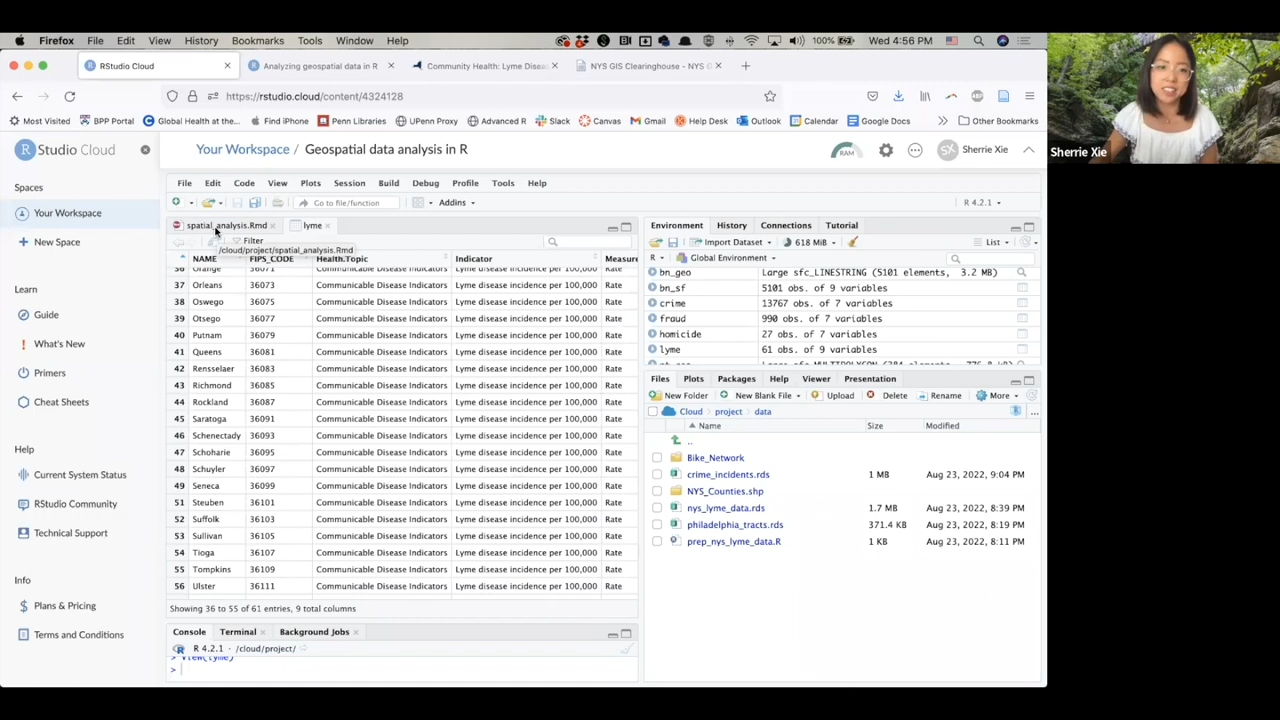 Firefox File Edit View History Bookmarks Tools Window Help 100% Wed 4:56 PM
RStudio Cloud Analyzing geospatial data in R Community Health: Lyme Disea NYS GIS Clearinghouse - NYS G
https://rstudio.cloud/content/4324128
Most Visited BPP Portal Global Health at the... Find iPhone Penn Libraries UPenn Proxy Advanced R Slack Canvas Gmail Help Desk Outlook Calendar Google Docs Other Bookmarks
Sherrie Xie
R Studio Cloud
Your Workspace / Geospatial data analysis in R
RAM
SX Sherrie Xie
Spaces
Your Workspace
New Space
Learn
Guide
What's New
Primers
Cheat Sheets
Help
Current System Status
RStudio Community
Technical Support
Info
Plans & Pricing
Terms and Conditions
File Edit Code View Plots Session Build Debug Profile Tools Help
Go to file/function Addins R 4.2.1
spatial_analysis.Rmd lyme
Filter
/cloud/project/spatial_analysis.Rmd
NAME FIPS_CODE Health.Topic Indicator Measure
36 Orange 36071 Communicable Disease Indicators Lyme disease incidence per 100,000 Rate
37 Orleans 36073 Communicable Disease Indicators Lyme disease incidence per 100,000 Rate
38 Oswego 36075 Communicable Disease Indicators Lyme disease incidence per 100,000 Rate
39 Otsego 36077 Communicable Disease Indicators Lyme disease incidence per 100,000 Rate
40 Putnam 36079 Communicable Disease Indicators Lyme disease incidence per 100,000 Rate
41 Queens 36081 Communicable Disease Indicators Lyme disease incidence per 100,000 Rate
42 Rensselaer 36083 Communicable Disease Indicators Lyme disease incidence per 100,000 Rate
43 Richmond 36085 Communicable Disease Indicators Lyme disease incidence per 100,000 Rate
44 Rockland 36087 Communicable Disease Indicators Lyme disease incidence per 100,000 Rate
45 Saratoga 36091 Communicable Disease Indicators Lyme disease incidence per 100,000 Rate
46 Schenectady 36093 Communicable Disease Indicators Lyme disease incidence per 100,000 Rate
47 Schoharie 36095 Communicable Disease Indicators Lyme disease incidence per 100,000 Rate
48 Schuyler 36097 Communicable Disease Indicators Lyme disease incidence per 100,000 Rate
49 Seneca 36099 Communicable Disease Indicators Lyme disease incidence per 100,000 Rate
51 Steuben 36101 Communicable Disease Indicators Lyme disease incidence per 100,000 Rate
52 Suffolk 36103 Communicable Disease Indicators Lyme disease incidence per 100,000 Rate
53 Sullivan 36105 Communicable Disease Indicators Lyme disease incidence per 100,000 Rate
54 Tioga 36107 Communicable Disease Indicators Lyme disease incidence per 100,000 Rate
55 Tompkins 36109 Communicable Disease Indicators Lyme disease incidence per 100,000 Rate
56 Ulster 36111 Communicable Disease Indicators Lyme disease incidence per 100,000 Rate
Showing 36 to 55 of 61 entries, 9 total columns
Console Terminal Background Jobs
R 4.2.1 · /cloud/project/
> View(lyme)
>
Environment History Connections Tutorial
Import Dataset 618 MiB List
R Global Environment
bn_geo Large sfc_LINESTRING (5101 elements, 3.2 MB)
bn_sf 5101 obs. of 9 variables
crime 13767 obs. of 7 variables
fraud 990 obs. of 7 variables
homicide 27 obs. of 7 variables
lyme 61 obs. of 9 variables
Files Plots Packages Help Viewer Presentation
New Folder New Blank File Upload Delete Rename More
Cloud project data ...
Name Size Modified
..
Bike_Network
crime_incidents.rds 1 MB Aug 23, 2022, 9:04 PM
NYS_Counties.shp
nys_lyme_data.rds 1.7 MB Aug 23, 2022, 8:39 PM
philadelphia_tracts.rds 371.4 KB Aug 23, 2022, 8:19 PM
prep_nys_lyme_data.R 1 KB Aug 23, 2022, 8:11 PM